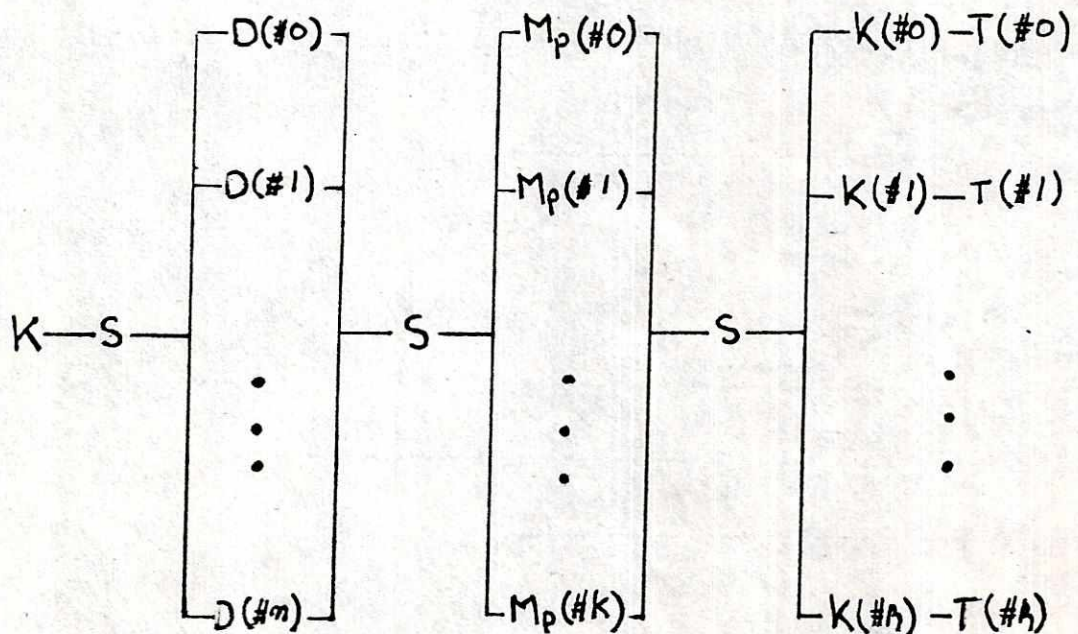 D(#0) Mp(#0) K(#0) T(#0)
D(#1) Mp(#1) K(#1) T(#1)
K S S S
D(#n) Mp(#K) K(#h) T(#h)